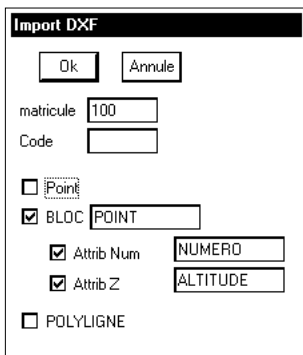 Import DXF
Ok Annule
matricule 100
Code
Point
BLOC POINT
Attrib Num NUMERO
Attrib Z ALTITUDE
POLYLIGNE